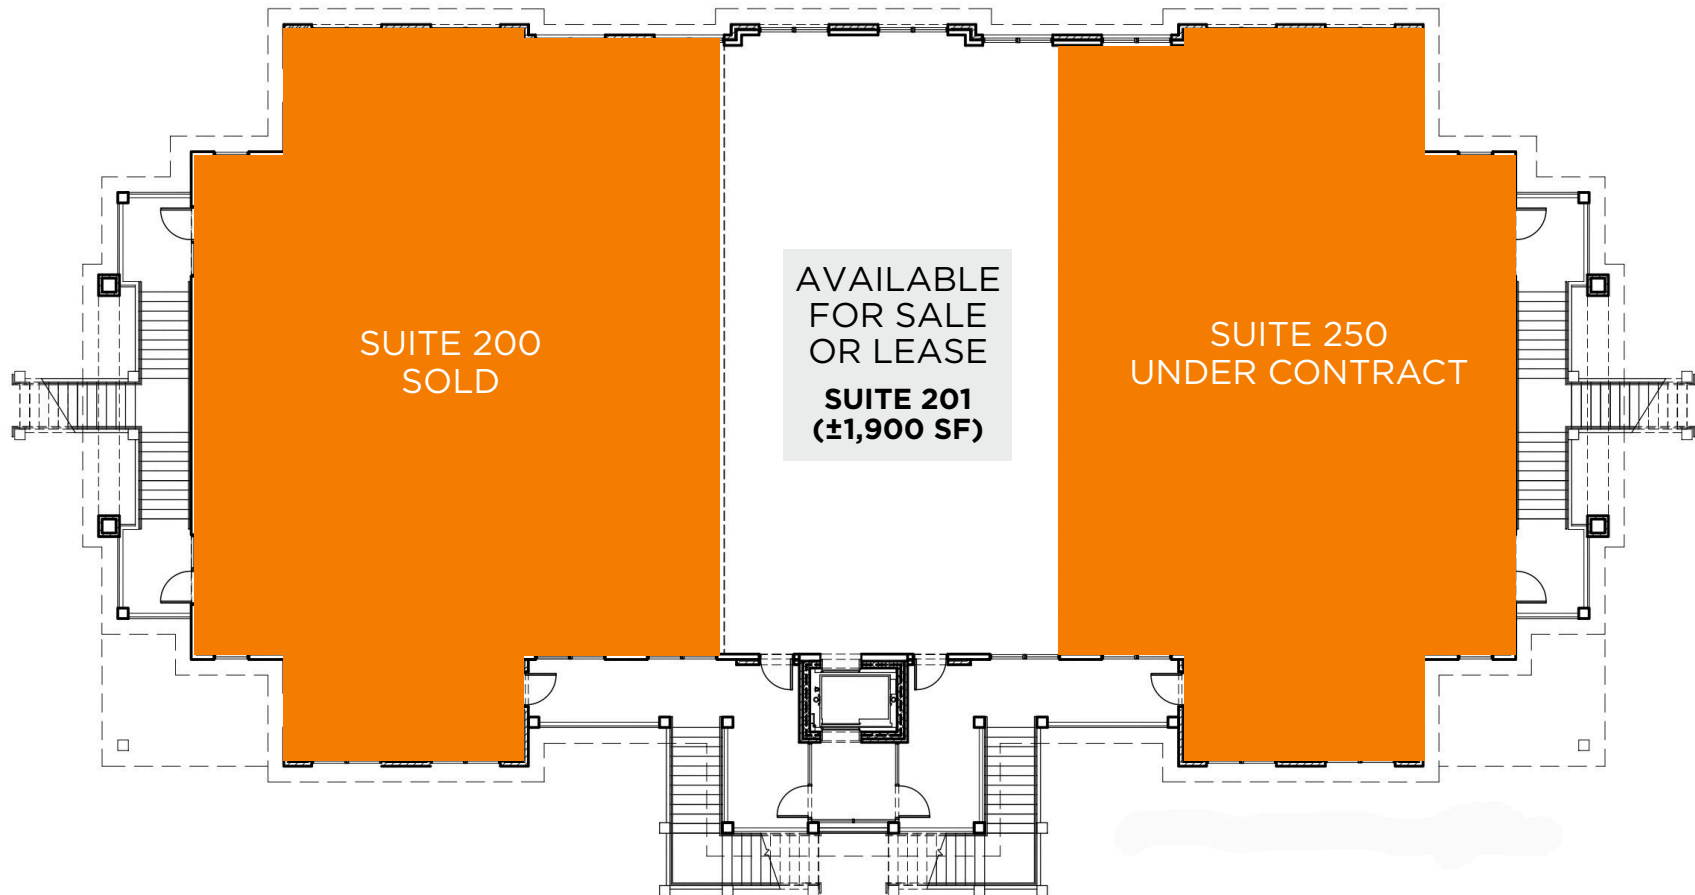 SUITE 200
SOLD
AVAILABLE
FOR SALE
OR LEASE
SUITE 201
(±1,900 SF)
SUITE 250
UNDER CONTRACT